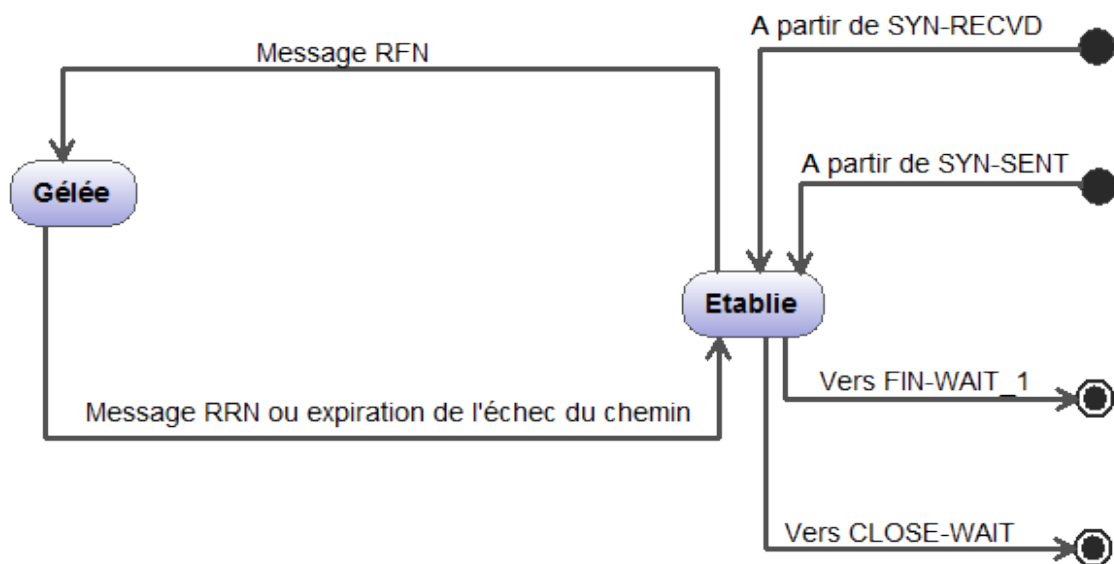 A partir de SYN-RECVD
Message RFN
A partir de SYN-SENT
Gélée
Etablie
Vers FIN-WAIT_1
Message RRN ou expiration de l'échec du chemin
Vers CLOSE-WAIT